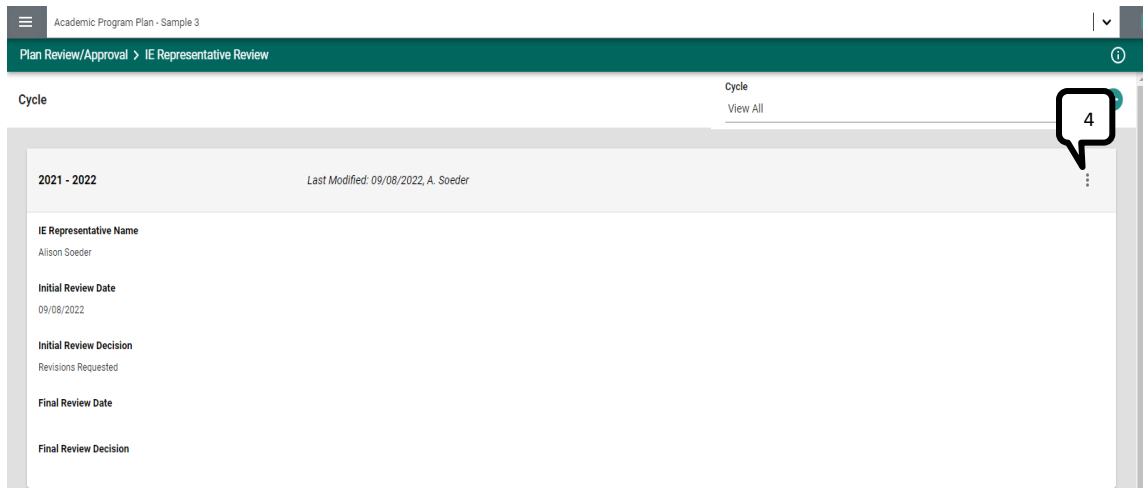 Academic Program Plan - Sample 3
Plan Review/Approval > IE Representative Review
Cycle
Cycle
View All
4
2021 - 2022
Last Modified: 09/08/2022, A. Soeder
IE Representative Name
Alison Soeder
Initial Review Date
09/08/2022
Initial Review Decision
Revisions Requested
Final Review Date
Final Review Decision